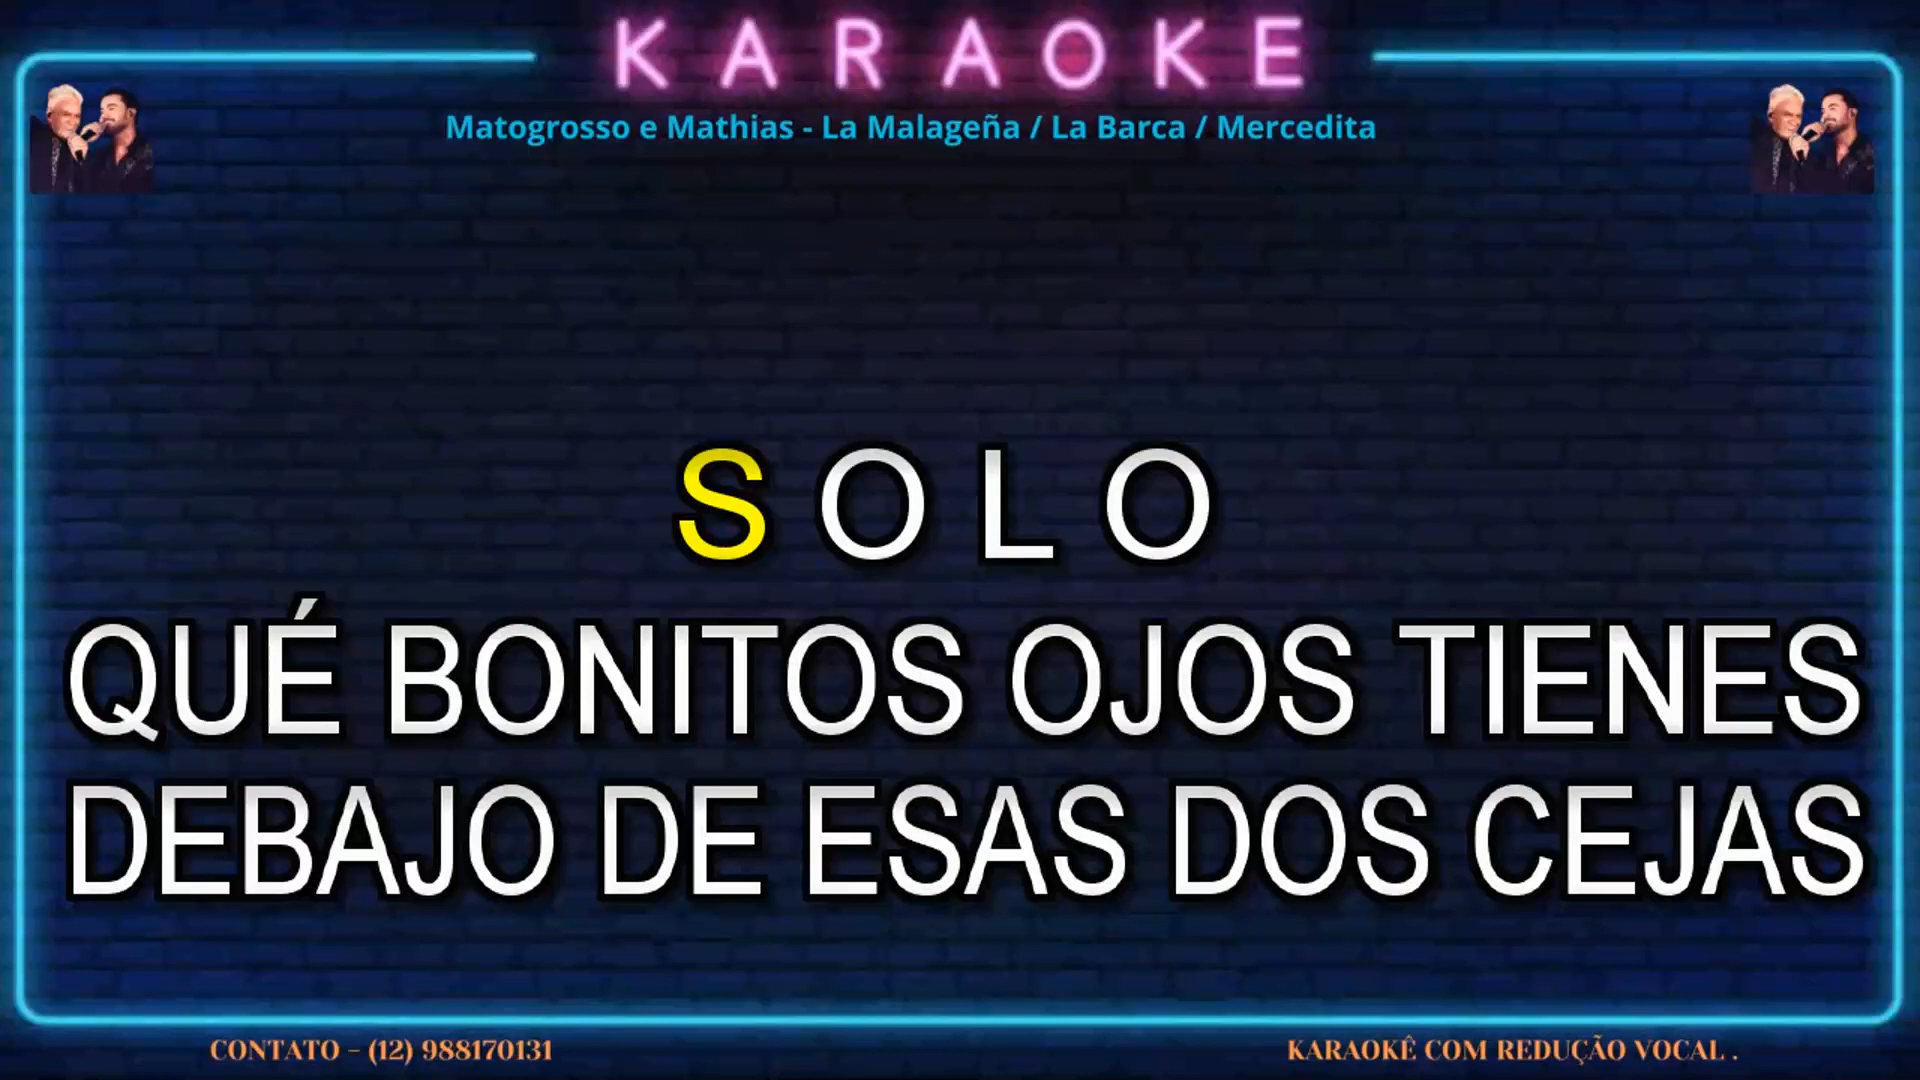 KARAOKE
Matogrosso e Mathias - La Malageña / La Barca / Mercedita
S O L O
QUÉ BONITOS OJOS TIENES
DEBAJO DE ESAS DOS CEJAS
CONTATO - (12) 988170131
KARAOKÊ COM REDUÇÃO VOCAL .